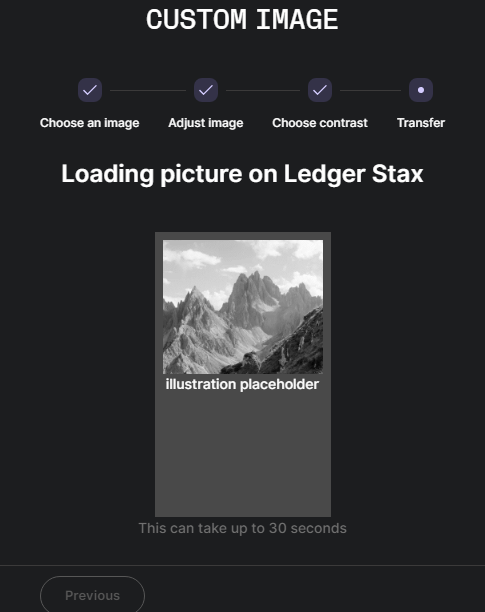 CUSTOM IMAGE
Choose an image
Adjust image
Choose contrast
Transfer
Loading picture on Ledger Stax
illustration placeholder
This can take up to 30 seconds
Previous